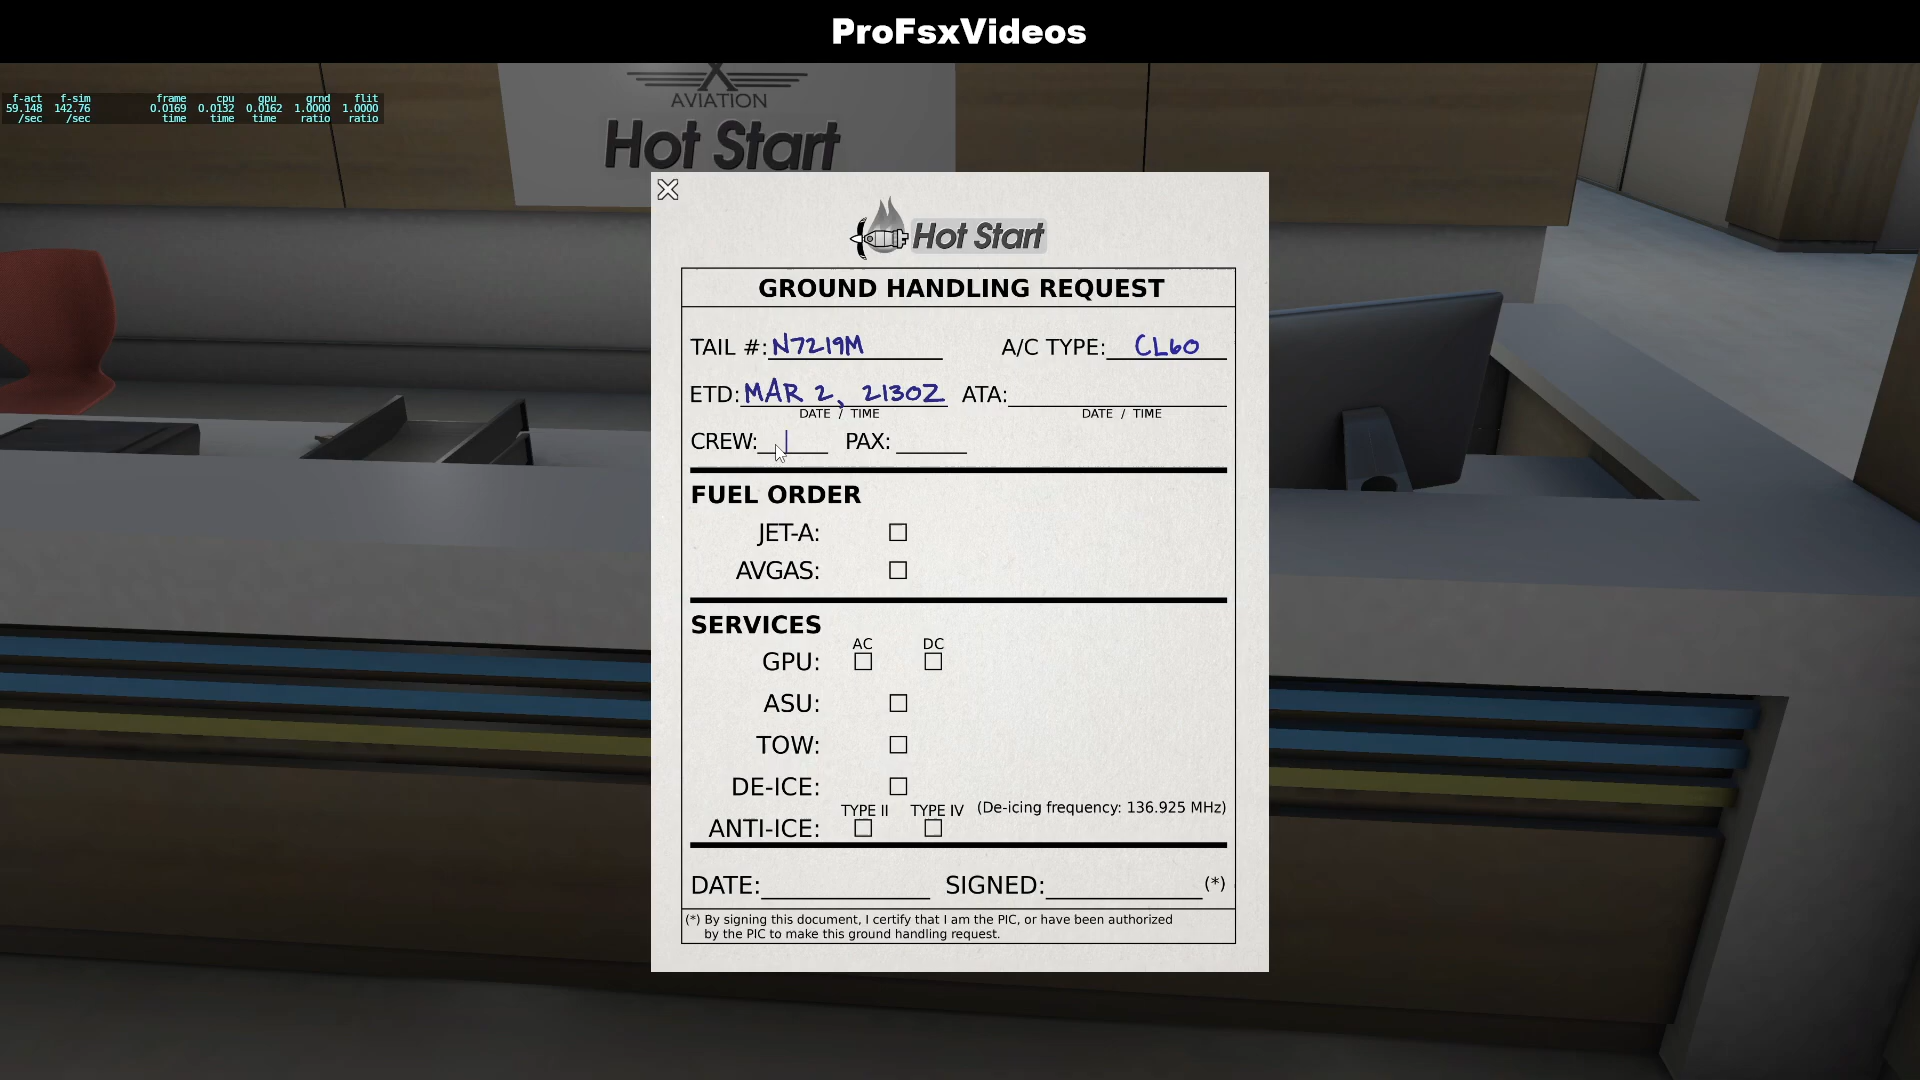 ProFsxVideos
f-act f-sim frame cpu gpu grnd flit
59.148 142.76 0.0169 0.0132 0.0162 1.0000 1.0000
/sec /sec time time time ratio ratio
AVIATION
Hot Start
Hot Start
GROUND HANDLING REQUEST
TAIL #: N7219M A/C TYPE: CL60
ETD: MAR 2, 2130Z ATA:
DATE / TIME DATE / TIME
CREW: PAX:
FUEL ORDER
JET-A:
AVGAS:
SERVICES
AC DC
GPU:
ASU:
TOW:
DE-ICE:
TYPE II TYPE IV (De-icing frequency: 136.925 MHz)
ANTI-ICE:
DATE: SIGNED: (*)
(*) By signing this document, I certify that I am the PIC, or have been authorized
by the PIC to make this ground handling request.